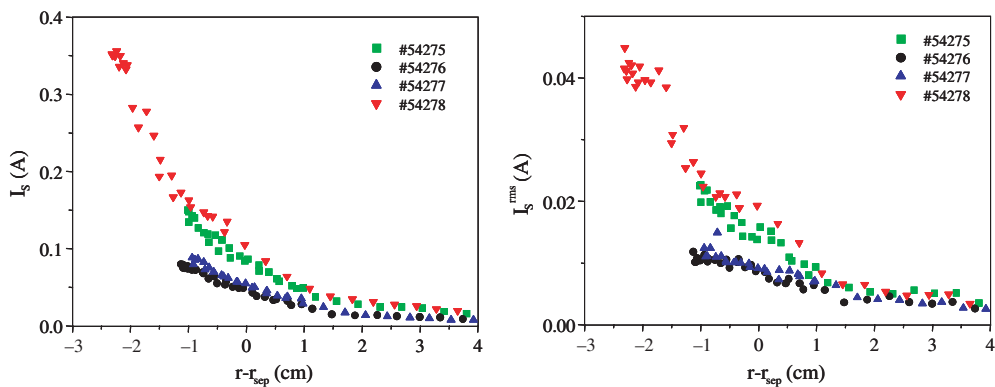 0.4
0.3
0.2
0.1
0.0
I_S (A)
−3 −2 −1 0 1 2 3 4
r-r_sep (cm)
#54275
#54276
#54277
#54278
0.04
0.02
0.00
I_S^rms (A)
−3 −2 −1 0 1 2 3 4
r-r_sep (cm)
#54275
#54276
#54277
#54278